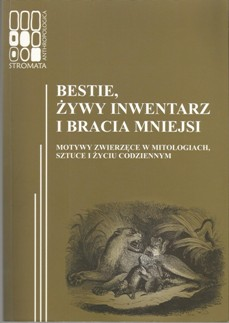 STROMATA
ANTHROPOLOGICA
BESTIE,
ŻYWY INWENTARZ
I BRACIA MNIEJSI
MOTYWY ZWIERZĘCE W MITOLOGIACH,
SZTUCE I ŻYCIU CODZIENNYM